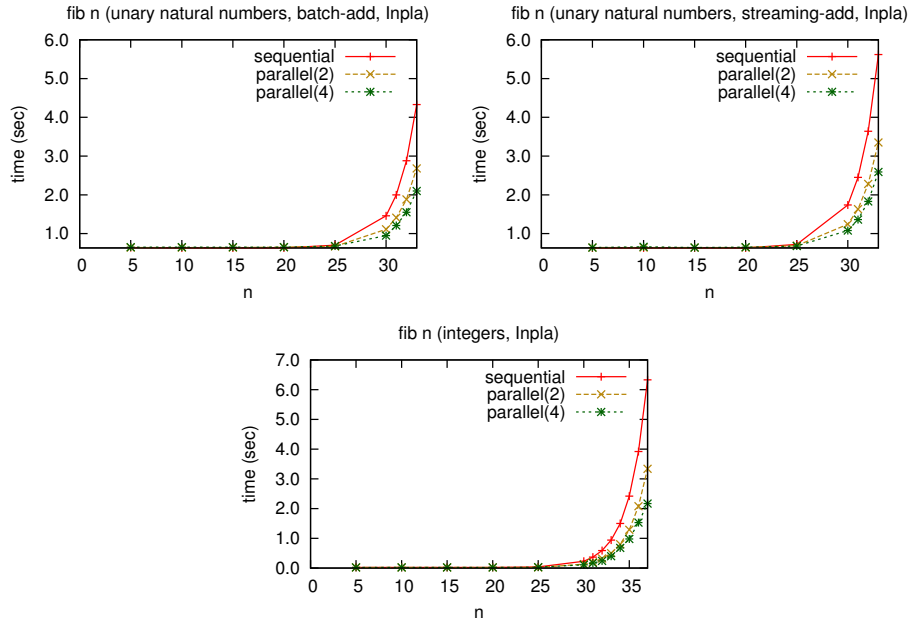 fib n (unary natural numbers, batch-add, Inpla)
6.0
5.0
4.0
3.0
2.0
1.0
time (sec)
sequential
parallel(2)
parallel(4)
0 5 10 15 20 25 30
n
fib n (unary natural numbers, streaming-add, Inpla)
6.0
5.0
4.0
3.0
2.0
1.0
time (sec)
sequential
parallel(2)
parallel(4)
0 5 10 15 20 25 30
n
fib n (integers, Inpla)
7.0
6.0
5.0
4.0
3.0
2.0
1.0
0.0
time (sec)
sequential
parallel(2)
parallel(4)
0 5 10 15 20 25 30 35
n